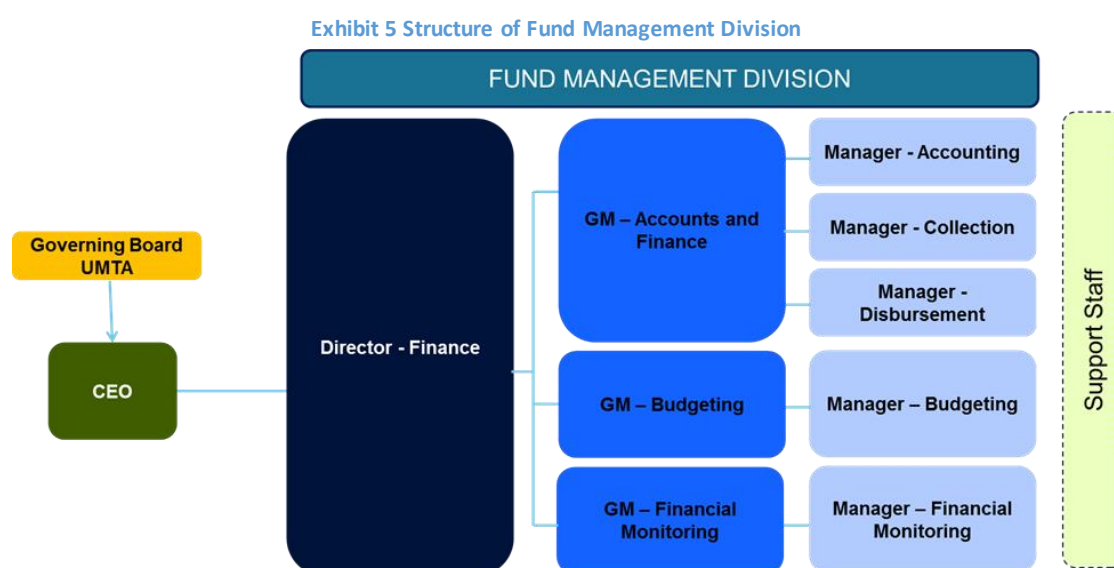 Exhibit 5 Structure of Fund Management Division
FUND MANAGEMENT DIVISION
Governing Board
UMTA
CEO
Director - Finance
GM – Accounts and
Finance
GM – Budgeting
GM – Financial
Monitoring
Manager - Accounting
Manager - Collection
Manager -
Disbursement
Manager – Budgeting
Manager – Financial
Monitoring
Support Staff